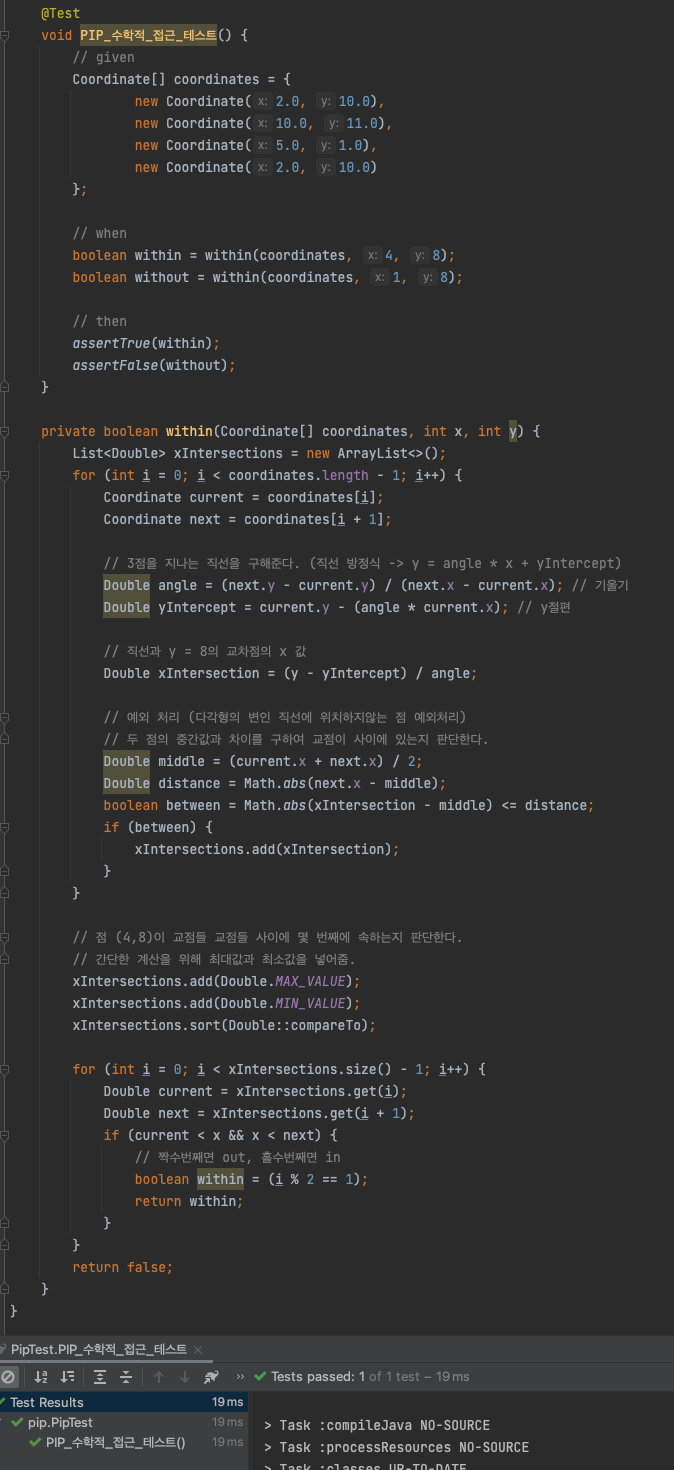 @Test
void PIP_수학적_접근_테스트() {
// given
Coordinate[] coordinates = {
new Coordinate( x: 2.0, y: 10.0),
new Coordinate( x: 10.0, y: 11.0),
new Coordinate( x: 5.0, y: 1.0),
new Coordinate( x: 2.0, y: 10.0)
};
// when
boolean within = within(coordinates, x: 4, y: 8);
boolean without = within(coordinates, x: 1, y: 8);
// then
assertTrue(within);
assertFalse(without);
}
private boolean within(Coordinate[] coordinates, int x, int y) {
List<Double> xIntersections = new ArrayList<>();
for (int i = 0; i < coordinates.length - 1; i++) {
Coordinate current = coordinates[i];
Coordinate next = coordinates[i + 1];
// 3점을 지나는 직선을 구해준다. (직선 방정식 -> y = angle * x + yIntercept)
Double angle = (next.y - current.y) / (next.x - current.x); // 기울기
Double yIntercept = current.y - (angle * current.x); // y절편
// 직선과 y = 8의 교차점의 x 값
Double xIntersection = (y - yIntercept) / angle;
// 예외 처리 (다각형의 변인 직선에 위치하지않는 점 예외처리)
// 두 점의 중간값과 차이를 구하여 교점이 사이에 있는지 판단한다.
Double middle = (current.x + next.x) / 2;
Double distance = Math.abs(next.x - middle);
boolean between = Math.abs(xIntersection - middle) <= distance;
if (between) {
xIntersections.add(xIntersection);
}
}
// 점 (4,8)이 교점들 교점들 사이에 몇 번째에 속하는지 판단한다.
// 간단한 계산을 위해 최대값과 최소값을 넣어줌.
xIntersections.add(Double.MAX_VALUE);
xIntersections.add(Double.MIN_VALUE);
xIntersections.sort(Double::compareTo);
for (int i = 0; i < xIntersections.size() - 1; i++) {
Double current = xIntersections.get(i);
Double next = xIntersections.get(i + 1);
if (current < x && x < next) {
// 짝수번째면 out, 홀수번째면 in
boolean within = (i % 2 == 1);
return within;
}
}
return false;
}
}
PipTest.PIP_수학적_접근_테스트 ×
» Tests passed: 1 of 1 test – 19 ms
Test Results 19 ms
pip.PipTest 19 ms
PIP_수학적_접근_테스트() 19 ms
> Task :compileJava NO-SOURCE
> Task :processResources NO-SOURCE
> Task :classes UP-TO-DATE